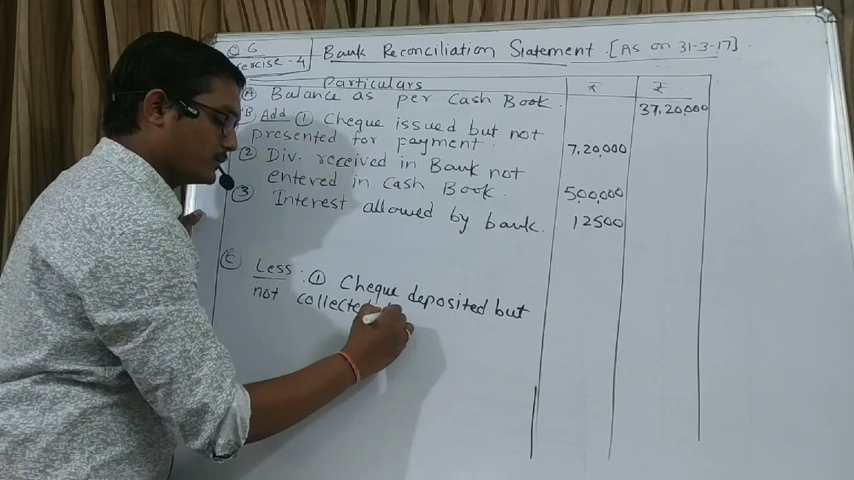 Q.6 Bank Reconciliation Statement. [As on 31-3-17].
Exercise-4
Particulars ₹ ₹
(A) Balance as per Cash Book. 37,20,000
(B) Add ① Cheque issued but not
presented for payment. 7,20,000
② Div. received in Bank not
entered in Cash Book. 5,00,000
③ Interest allowed by bank. 12500
(C) Less: ① Cheque deposited but
not collected